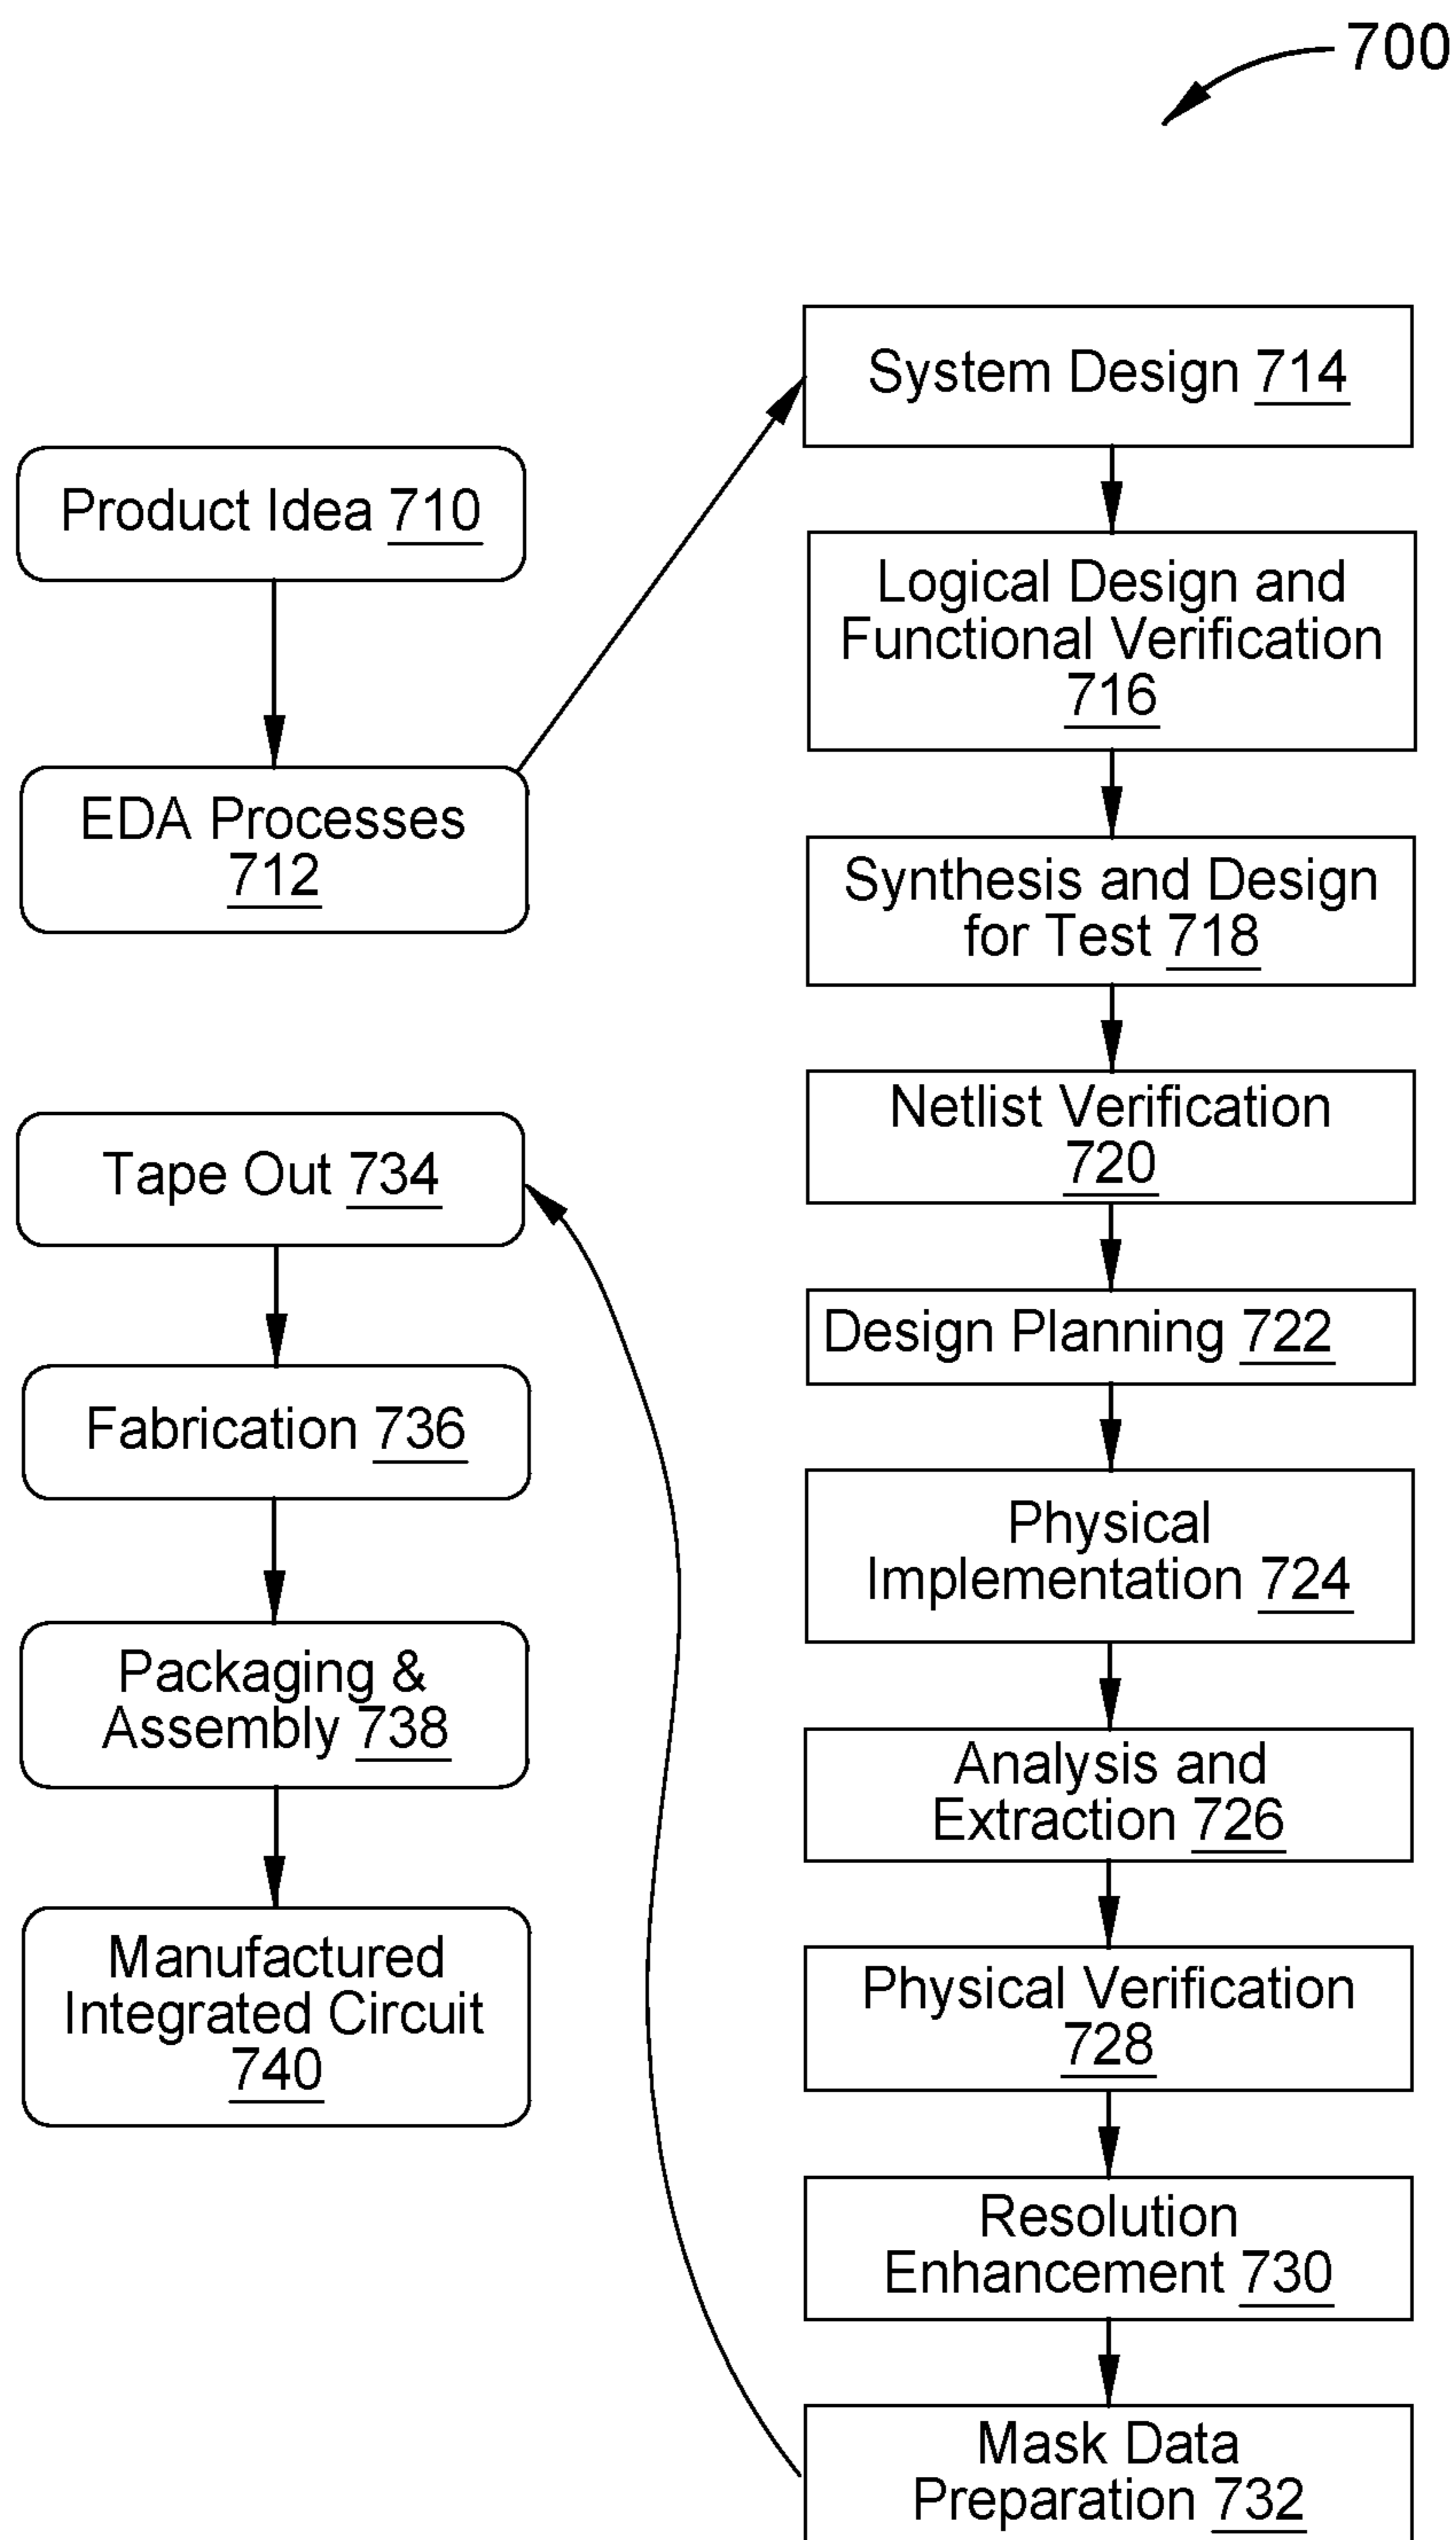 700
Product Idea 710
EDA Processes
712
System Design 714
Logical Design and
Functional Verification
716
Synthesis and Design
for Test 718
Netlist Verification
720
Design Planning 722
Physical
Implementation 724
Analysis and
Extraction 726
Physical Verification
728
Resolution
Enhancement 730
Mask Data
Preparation 732
Tape Out 734
Fabrication 736
Packaging &
Assembly 738
Manufactured
Integrated Circuit
740